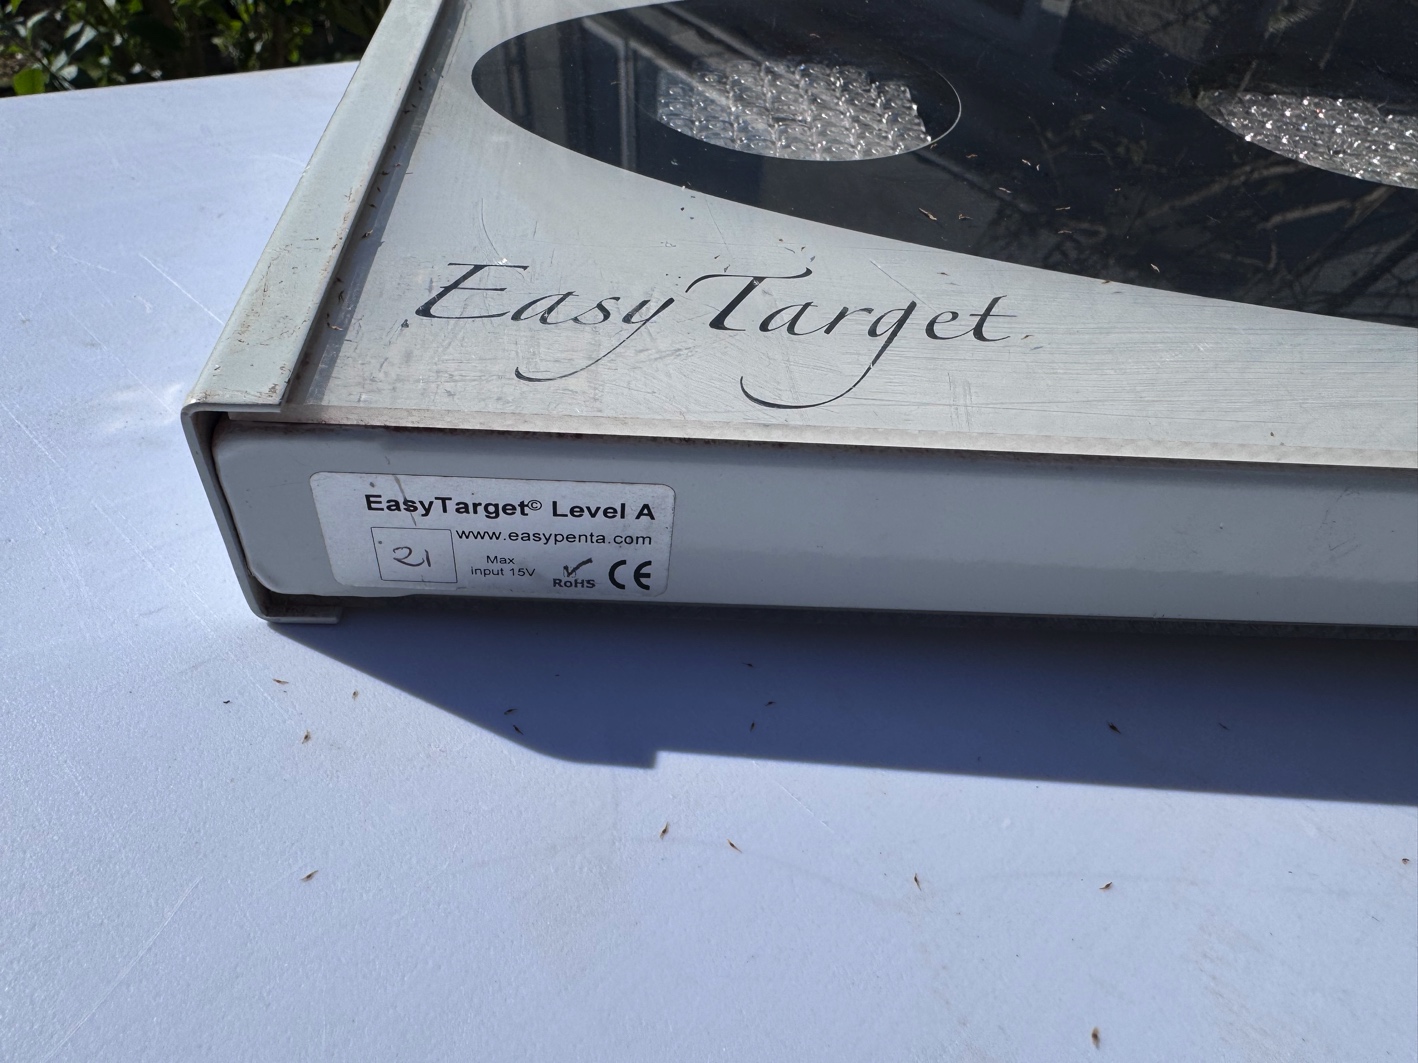 Easy Target
EasyTarget© Level A
www.easypenta.com
21
Max
input 15V
RoHS
CE